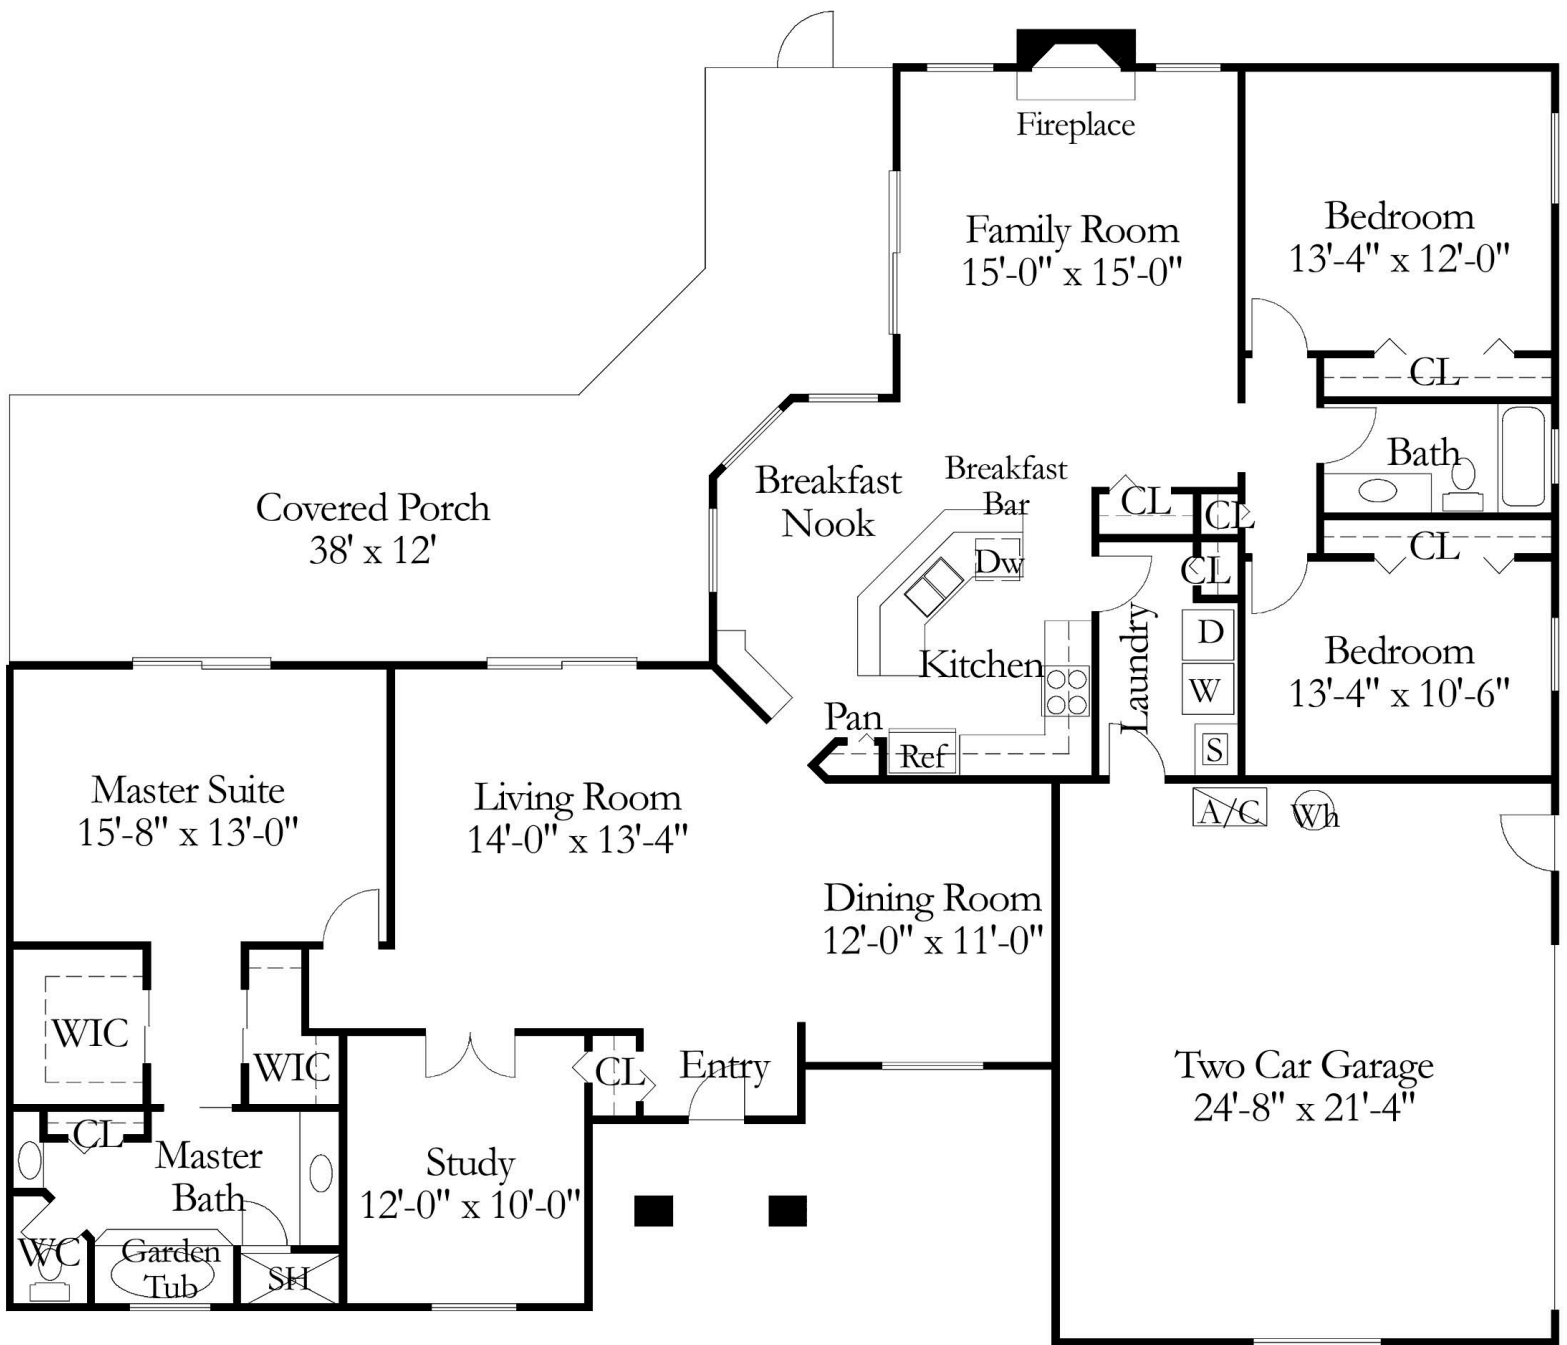 Fireplace
Family Room
15'-0" x 15'-0"
Bedroom
13'-4" x 12'-0"
CL
Bath
Breakfast
Nook
Breakfast
Bar
CL
CL
CL
CL
Dw
Covered Porch
38' x 12'
Kitchen
Laundry
D
W
S
Bedroom
13'-4" x 10'-6"
Pan
Ref
Master Suite
15'-8" x 13'-0"
Living Room
14'-0" x 13'-4"
A/C
Wh
Dining Room
12'-0" x 11'-0"
WIC
WIC
CL
Entry
Two Car Garage
24'-8" x 21'-4"
CL
Master
Bath
Study
12'-0" x 10'-0"
WC
Garden
Tub
SH